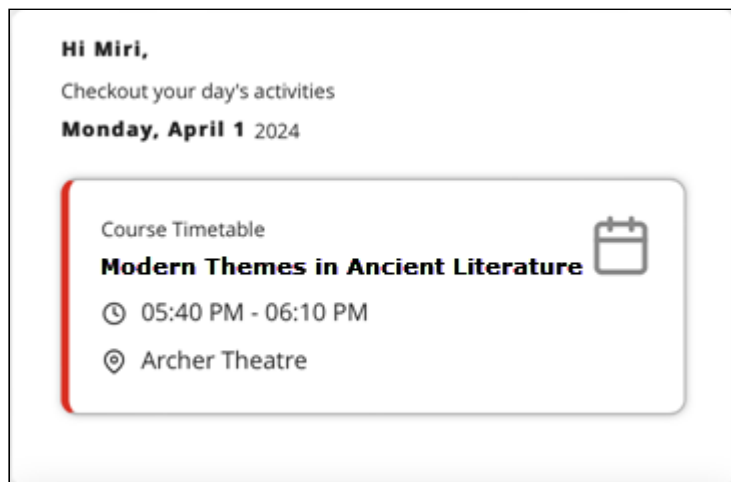 Hi Miri,
Checkout your day's activities
Monday, April 1 2024
Course Timetable
Modern Themes in Ancient Literature
05:40 PM - 06:10 PM
Archer Theatre